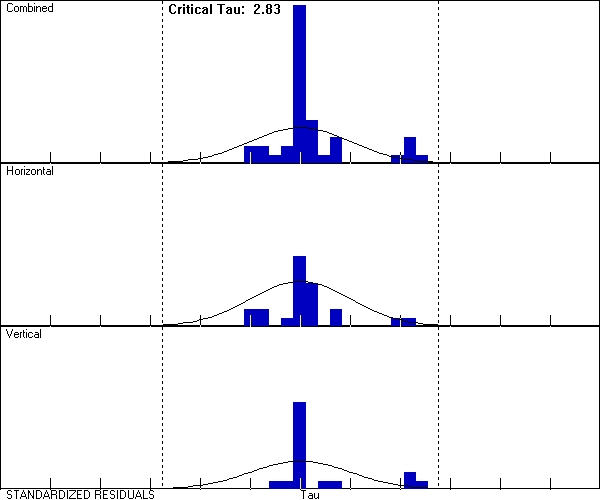 Combined
Critical Tau: 2.83
Horizontal
Vertical
STANDARDIZED RESIDUALS
Tau